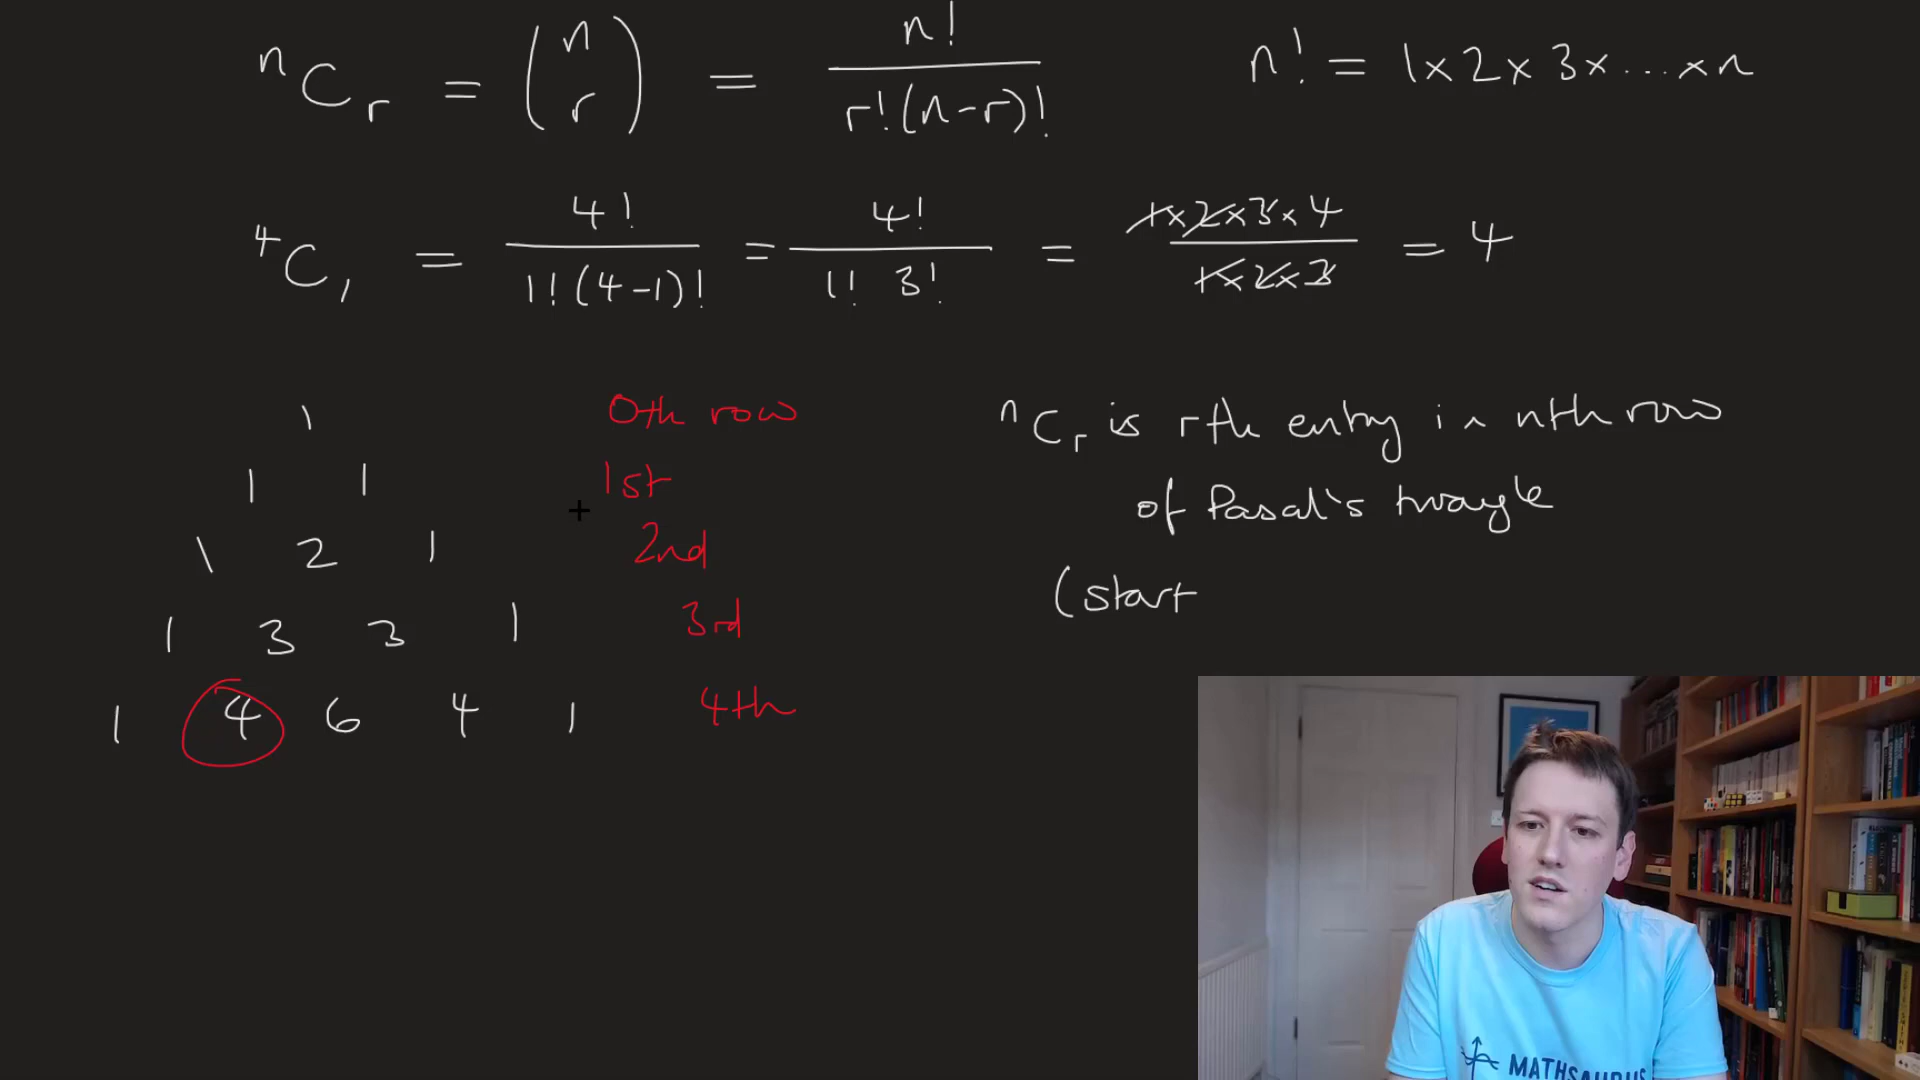 ⁿCᵣ = (n r) = n! / r!(n-r)!    n! = 1×2×3×...×n
⁴C₁ = 4! / 1!(4-1)! = 4! / 1! 3! = 1×2×3×4 / 1×2×3 = 4
1    0th row
1 1    1st
1 2 1    2nd
1 3 3 1    3rd
1 4 6 4 1    4th
ⁿCᵣ is rth entry in nth row
of Pascal's triangle
(start
MATHSAURUS